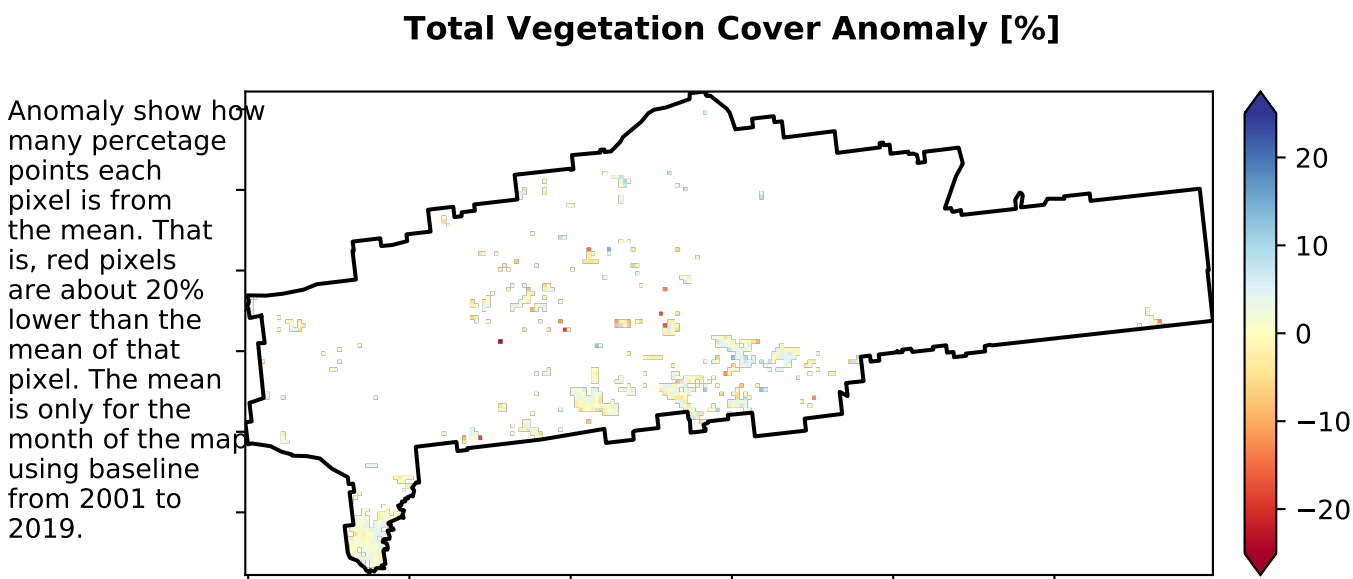 Total Vegetation Cover Anomaly [%]
Anomaly show how
many percetage
points each
pixel is from
the mean. That
is, red pixels
are about 20%
lower than the
mean of that
pixel. The mean
is only for the
month of the map
using baseline
from 2001 to
2019.
20
10
0
−10
−20